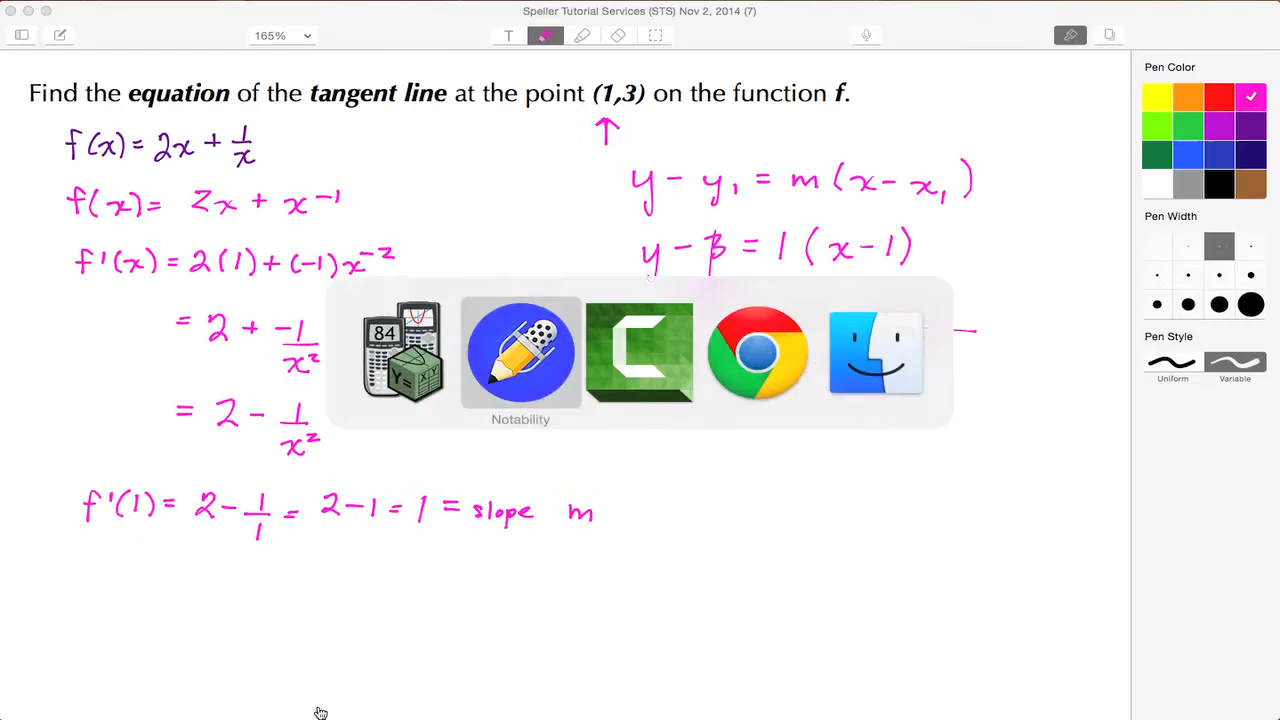 Speller Tutorial Services (STS) Nov 2, 2014 (7)
165%
T
Find the equation of the tangent line at the point (1,3) on the function f.
f(x) = 2x + 1/x
f(x) = 2x + x⁻¹
f'(x) = 2(1) + (-1)x⁻²
= 2 + -1/x²
= 2 - 1/x²
f'(1) = 2 - 1/1 = 2 - 1 = 1 = slope m
↑
y - y₁ = m(x - x₁)
y - 3 = 1(x - 1)
84
Y= X/Y
Notability
Pen Color
Pen Width
Pen Style
Uniform
Variable